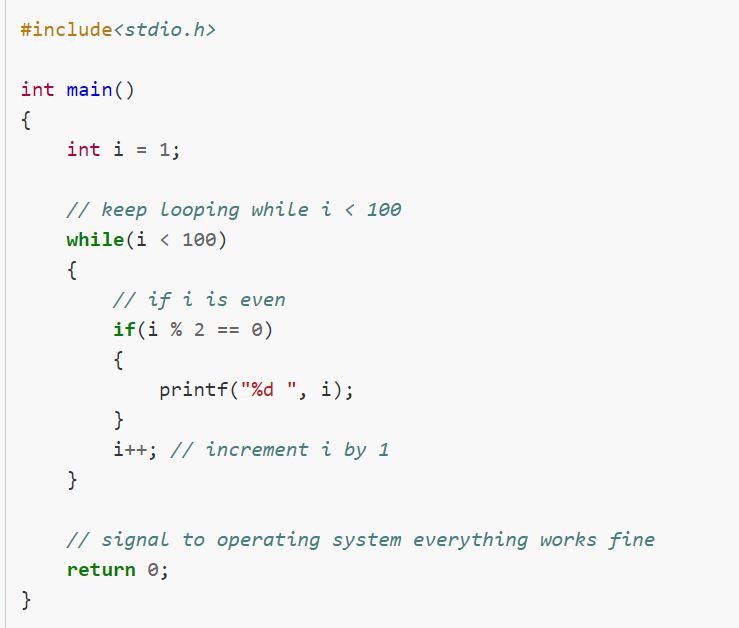 #include<stdio.h>
int main()
{
    int i = 1;
    // keep looping while i < 100
    while(i < 100)
    {
        // if i is even
        if(i % 2 == 0)
        {
            printf("%d ", i);
        }
        i++; // increment i by 1
    }
    // signal to operating system everything works fine
    return 0;
}